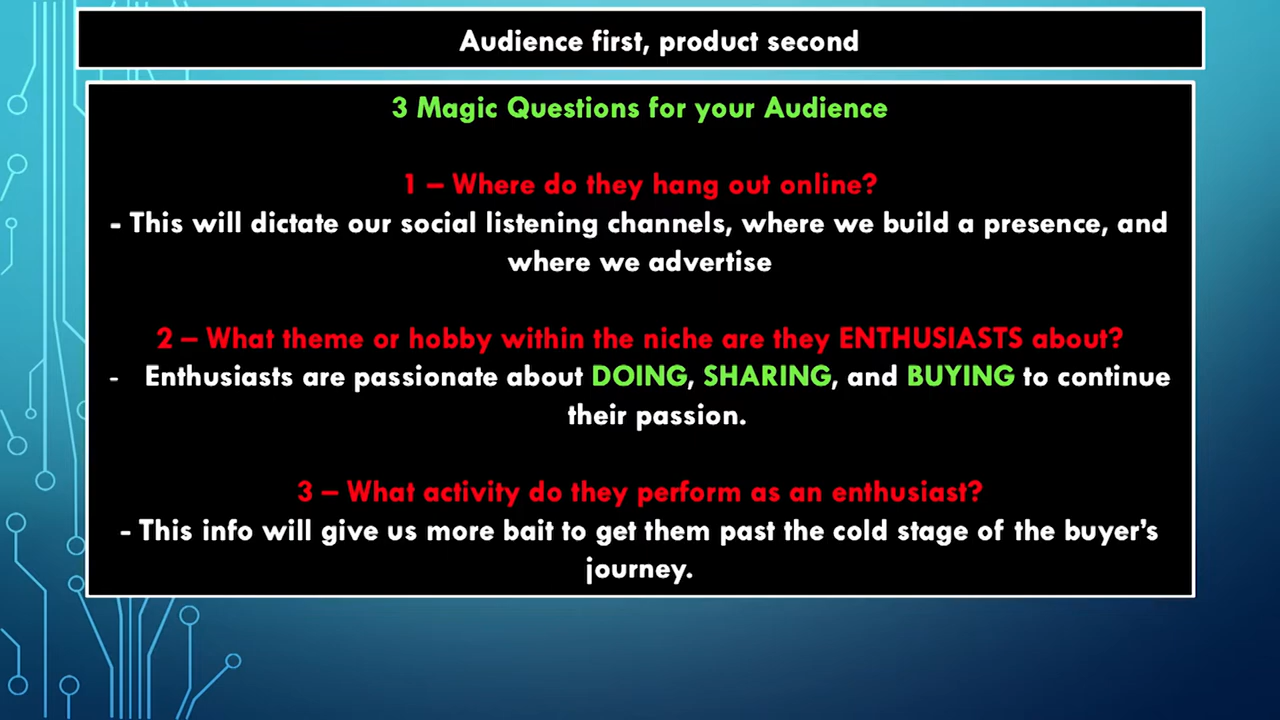 Audience first, product second
3 Magic Questions for your Audience
1 – Where do they hang out online?
- This will dictate our social listening channels, where we build a presence, and
where we advertise
2 – What theme or hobby within the niche are they ENTHUSIASTS about?
- Enthusiasts are passionate about DOING, SHARING, and BUYING to continue
their passion.
3 – What activity do they perform as an enthusiast?
- This info will give us more bait to get them past the cold stage of the buyer’s
journey.